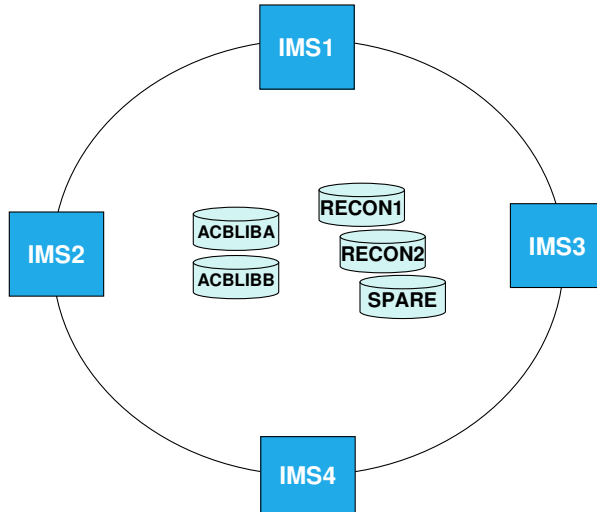 IMS1
RECON1
ACBLIBA
IMS2
RECON2
IMS3
ACBLIBB
SPARE
IMS4